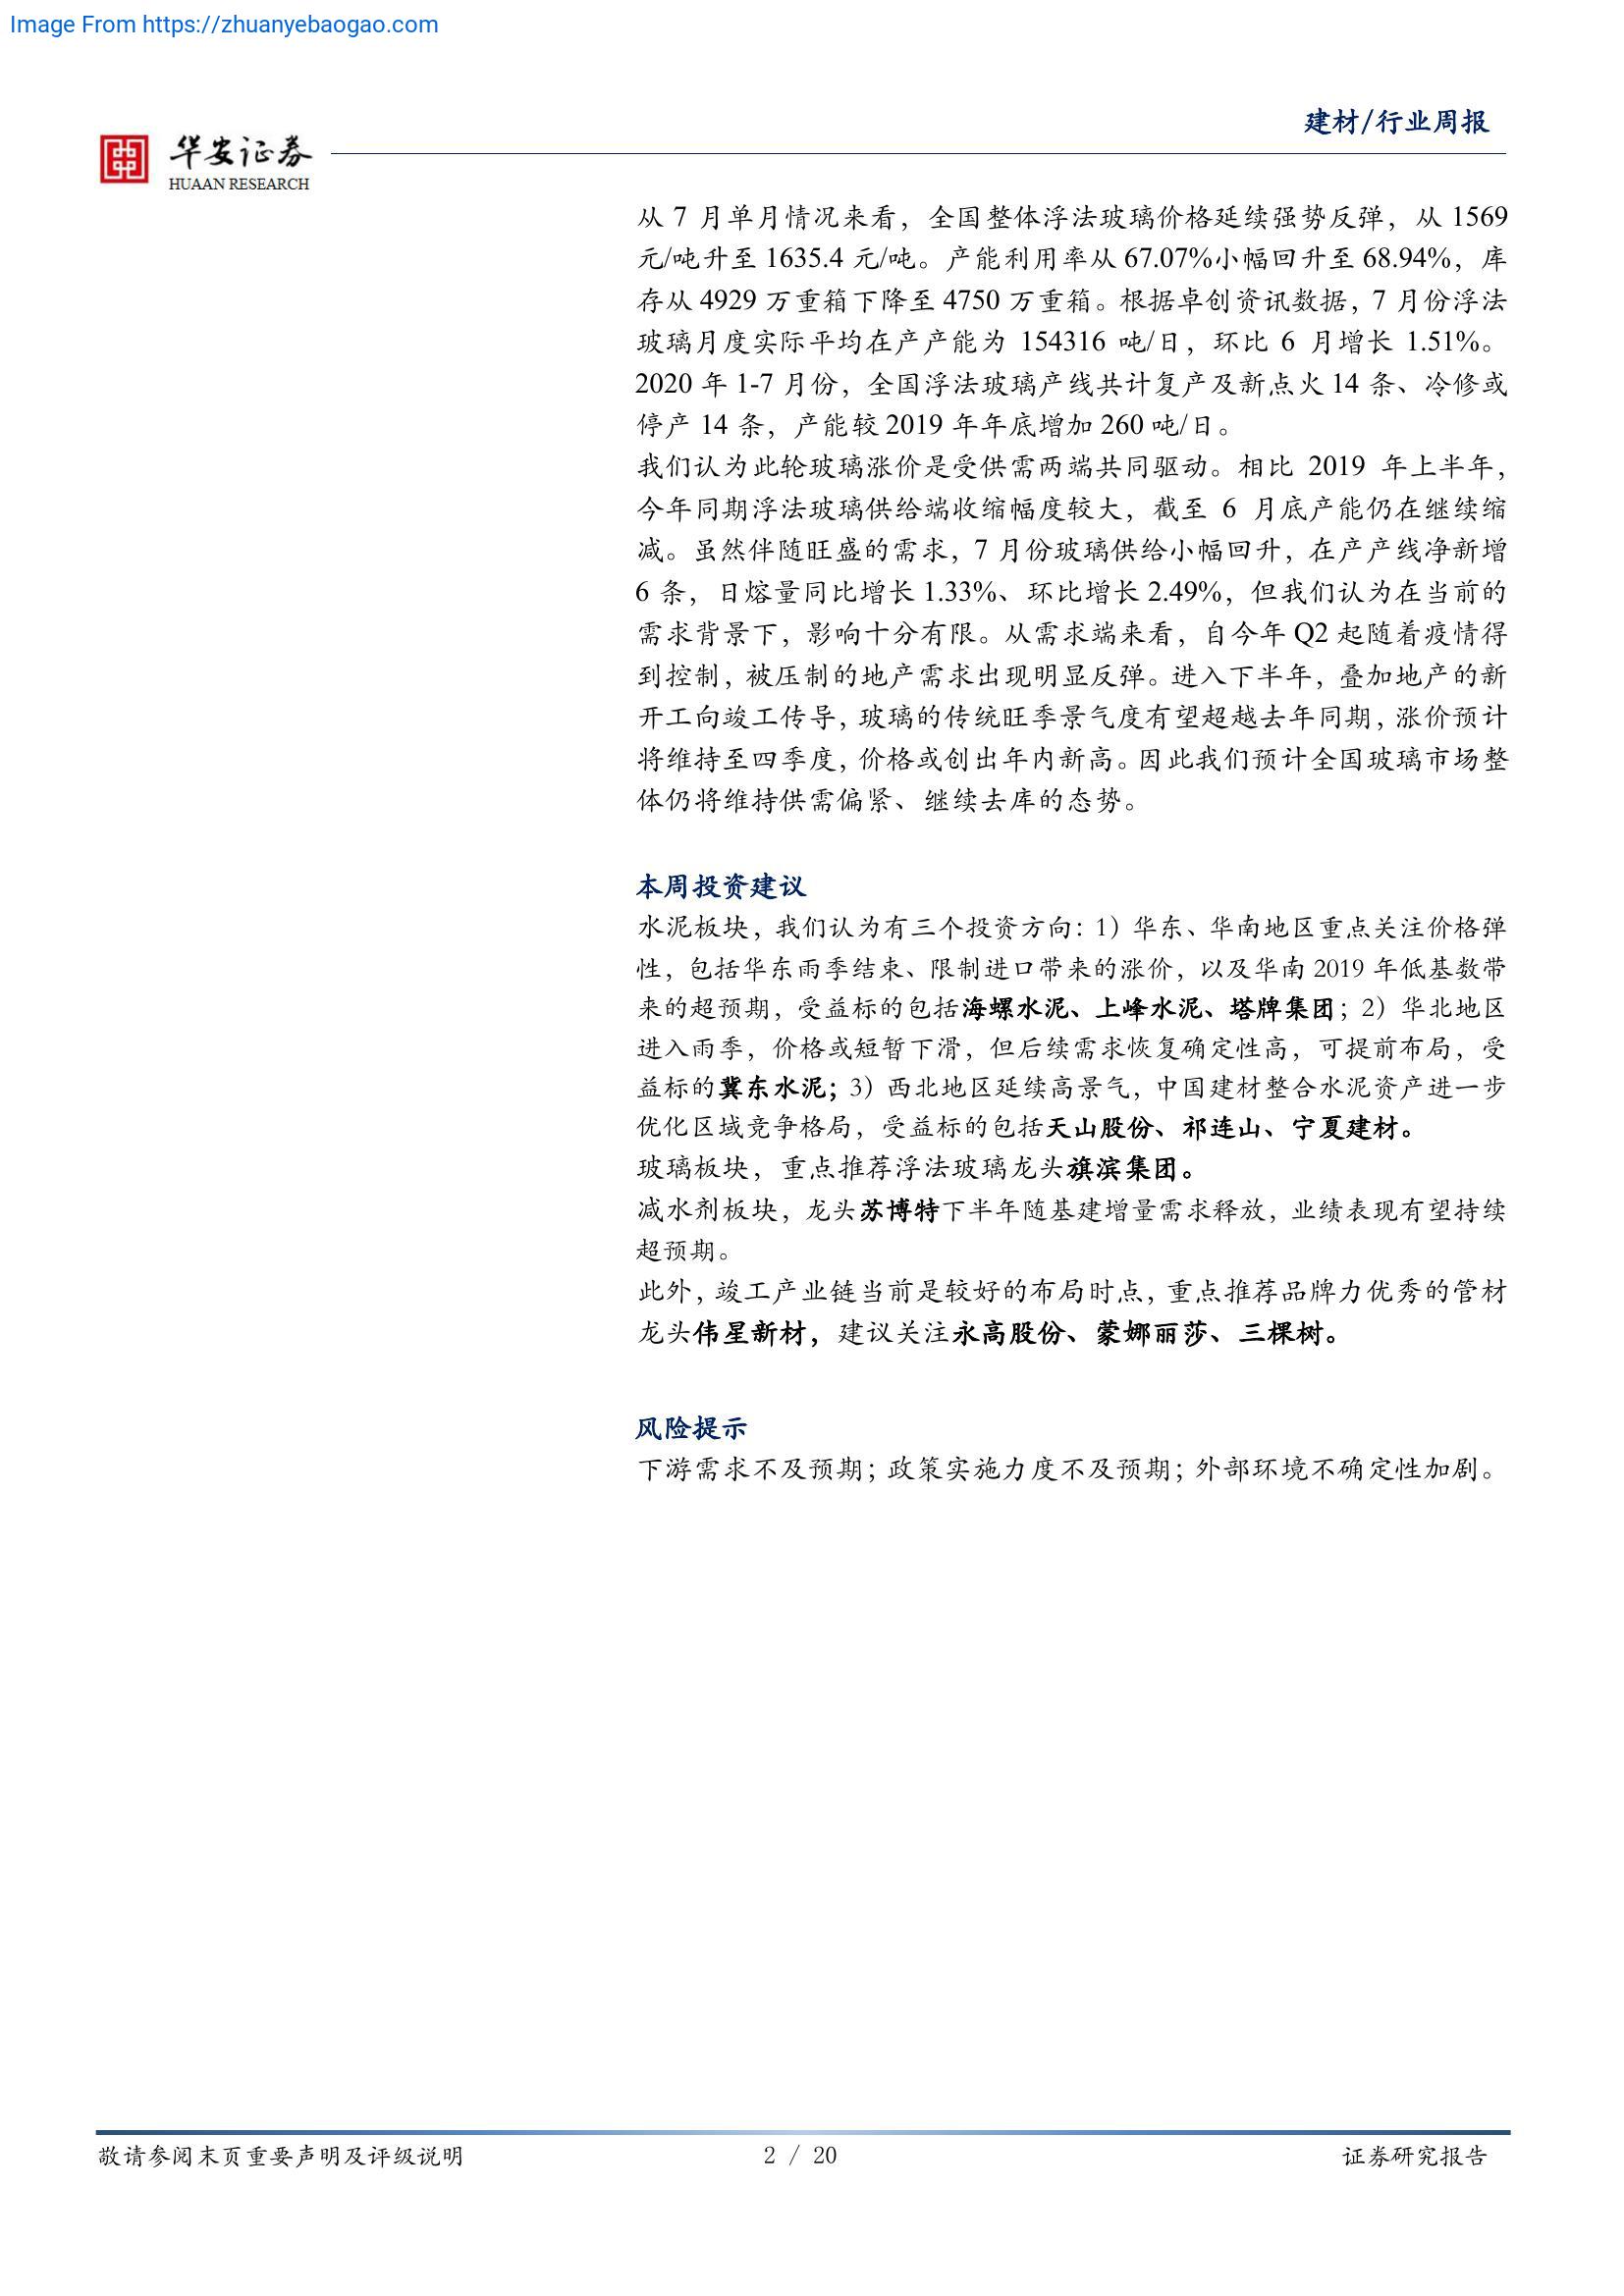 Image From https://zhuanyebaogao.com
建材/行业周报
华安证券
HUAAN RESEARCH
从 7 月单月情况来看，全国整体浮法玻璃价格延续强势反弹，从 1569
元/吨升至 1635.4 元/吨。产能利用率从 67.07%小幅回升至 68.94%，库
存从 4929 万重箱下降至 4750 万重箱。根据卓创资讯数据，7 月份浮法
玻璃月度实际平均在产产能为 154316 吨/日，环比 6 月增长 1.51%。
2020 年 1-7 月份，全国浮法玻璃产线共计复产及新点火 14 条、冷修或
停产 14 条，产能较 2019 年年底增加 260 吨/日。
我们认为此轮玻璃涨价是受供需两端共同驱动。相比 2019 年上半年，
今年同期浮法玻璃供给端收缩幅度较大，截至 6 月底产能仍在继续缩
减。虽然伴随旺盛的需求，7 月份玻璃供给小幅回升，在产产线净新增
6 条，日熔量同比增长 1.33%、环比增长 2.49%，但我们认为在当前的
需求背景下，影响十分有限。从需求端来看，自今年 Q2 起随着疫情得
到控制，被压制的地产需求出现明显反弹。进入下半年，叠加地产的新
开工向竣工传导，玻璃的传统旺季景气度有望超越去年同期，涨价预计
将维持至四季度，价格或创出年内新高。因此我们预计全国玻璃市场整
体仍将维持供需偏紧、继续去库的态势。
本周投资建议
水泥板块，我们认为有三个投资方向：1）华东、华南地区重点关注价格弹
性，包括华东雨季结束、限制进口带来的涨价，以及华南 2019 年低基数带
来的超预期，受益标的包括海螺水泥、上峰水泥、塔牌集团；2）华北地区
进入雨季，价格或短暂下滑，但后续需求恢复确定性高，可提前布局，受
益标的冀东水泥；3）西北地区延续高景气，中国建材整合水泥资产进一步
优化区域竞争格局，受益标的包括天山股份、祁连山、宁夏建材。
玻璃板块，重点推荐浮法玻璃龙头旗滨集团。
减水剂板块，龙头苏博特下半年随基建增量需求释放，业绩表现有望持续
超预期。
此外，竣工产业链当前是较好的布局时点，重点推荐品牌力优秀的管材
龙头伟星新材，建议关注永高股份、蒙娜丽莎、三棵树。
风险提示
下游需求不及预期；政策实施力度不及预期；外部环境不确定性加剧。
敬请参阅末页重要声明及评级说明
2 / 20
证券研究报告